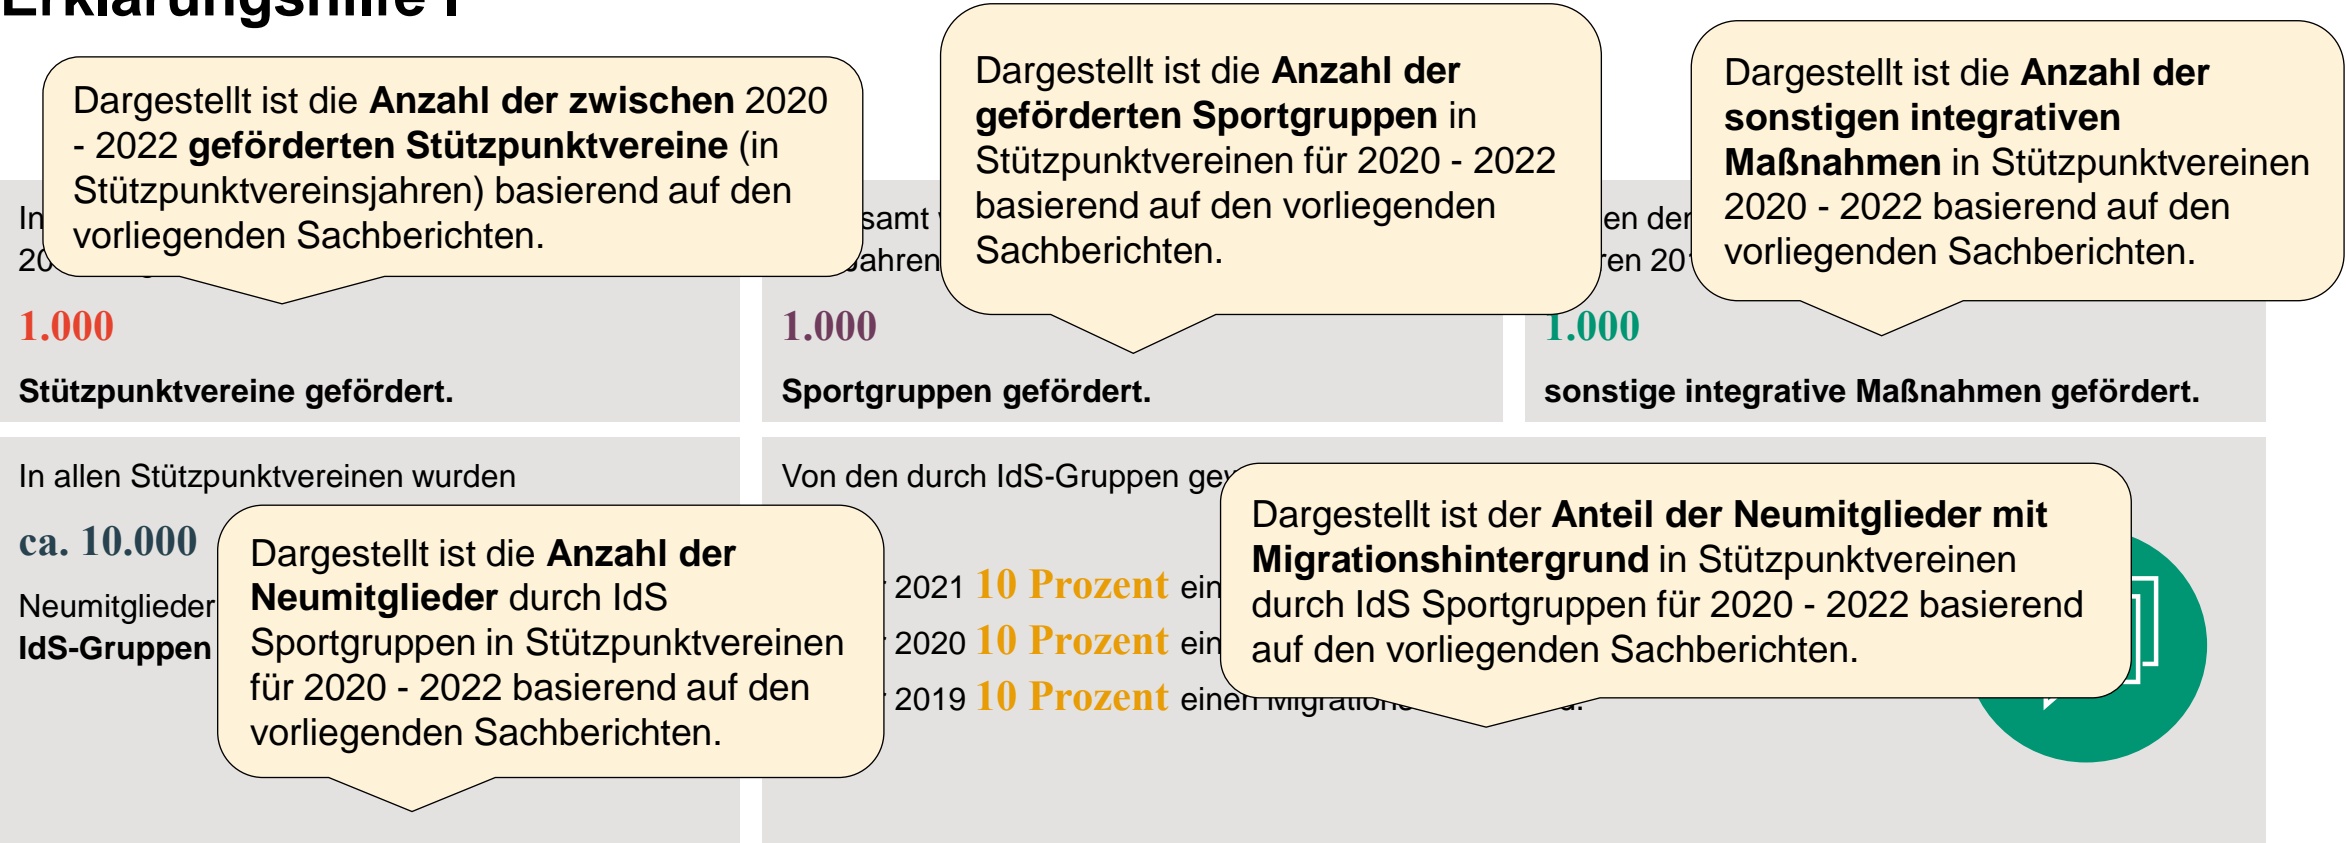 Erklärungshilfe I
Dargestellt ist die Anzahl der zwischen 2020
- 2022 geförderten Stützpunktvereine (in
Stützpunktvereinsjahren) basierend auf den
vorliegenden Sachberichten.
Dargestellt ist die Anzahl der
geförderten Sportgruppen in
Stützpunktvereinen für 2020 - 2022
basierend auf den vorliegenden
Sachberichten.
Dargestellt ist die Anzahl der
sonstigen integrativen
Maßnahmen in Stützpunktvereinen
2020 - 2022 basierend auf den
vorliegenden Sachberichten.
1.000
Stützpunktvereine gefördert.
1.000
Sportgruppen gefördert.
1.000
sonstige integrative Maßnahmen gefördert.
In allen Stützpunktvereinen wurden
ca. 10.000
Neumitglieder
IdS-Gruppen
Dargestellt ist die Anzahl der
Neumitglieder durch IdS
Sportgruppen in Stützpunktvereinen
für 2020 - 2022 basierend auf den
vorliegenden Sachberichten.
Von den durch IdS-Gruppen
2021 10 Prozent
2020 10 Prozent
2019 10 Prozent einen
Dargestellt ist der Anteil der Neumitglieder mit
Migrationshintergrund in Stützpunktvereinen
durch IdS Sportgruppen für 2020 - 2022 basierend
auf den vorliegenden Sachberichten.